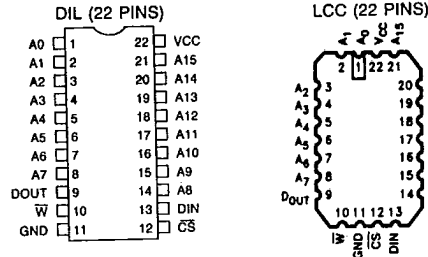 DIL (22 PINS)
A0 1 22 VCC
A1 2 21 A15
A2 3 20 A14
A3 4 19 A13
A4 5 18 A12
A5 6 17 A11
A6 7 16 A10
A7 8 15 A9
DOUT 9 14 A8
W̅ 10 13 DIN
GND 11 12 C̅S̅
LCC (22 PINS)
A1 A0 VCC A15
2 1 22 21
A2 3 20
A3 4 19
A4 5 18
A5 6 17
A6 7 16
A7 8 15
DOUT 9 14
10 11 12 13
W̅ GND C̅S̅ DIN